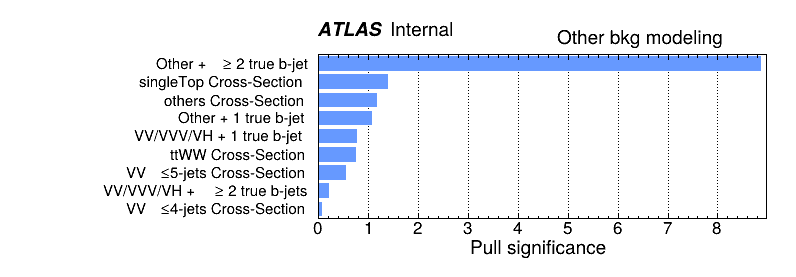 ATLAS Internal
Other bkg modeling
Other + ≥ 2 true b-jet
singleTop Cross-Section
others Cross-Section
Other + 1 true b-jet
VV/VVV/VH + 1 true b-jet
ttWW Cross-Section
VV ≤5-jets Cross-Section
VV/VVV/VH + ≥ 2 true b-jets
VV ≤4-jets Cross-Section
0 1 2 3 4 5 6 7 8
Pull significance